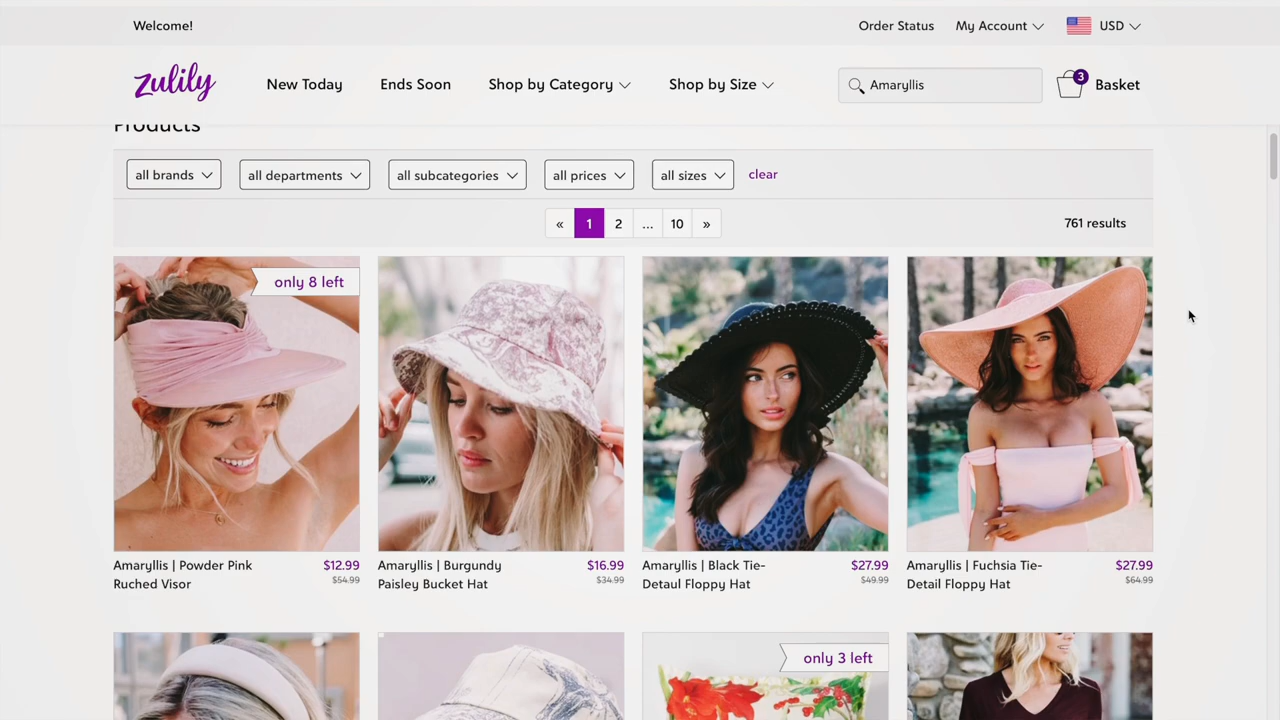 Welcome!
Order Status
My Account
USD
zulily
New Today
Ends Soon
Shop by Category
Shop by Size
Amaryllis
3
Basket
Products
all brands
all departments
all subcategories
all prices
all sizes
clear
« 1 2 ... 10 »
761 results
only 8 left
Amaryllis | Powder Pink
Ruched Visor
$12.99
$54.99
Amaryllis | Burgundy
Paisley Bucket Hat
$16.99
$34.99
Amaryllis | Black Tie-
Detaul Floppy Hat
$27.99
$49.99
Amaryllis | Fuchsia Tie-
Detail Floppy Hat
$27.99
$64.99
only 3 left